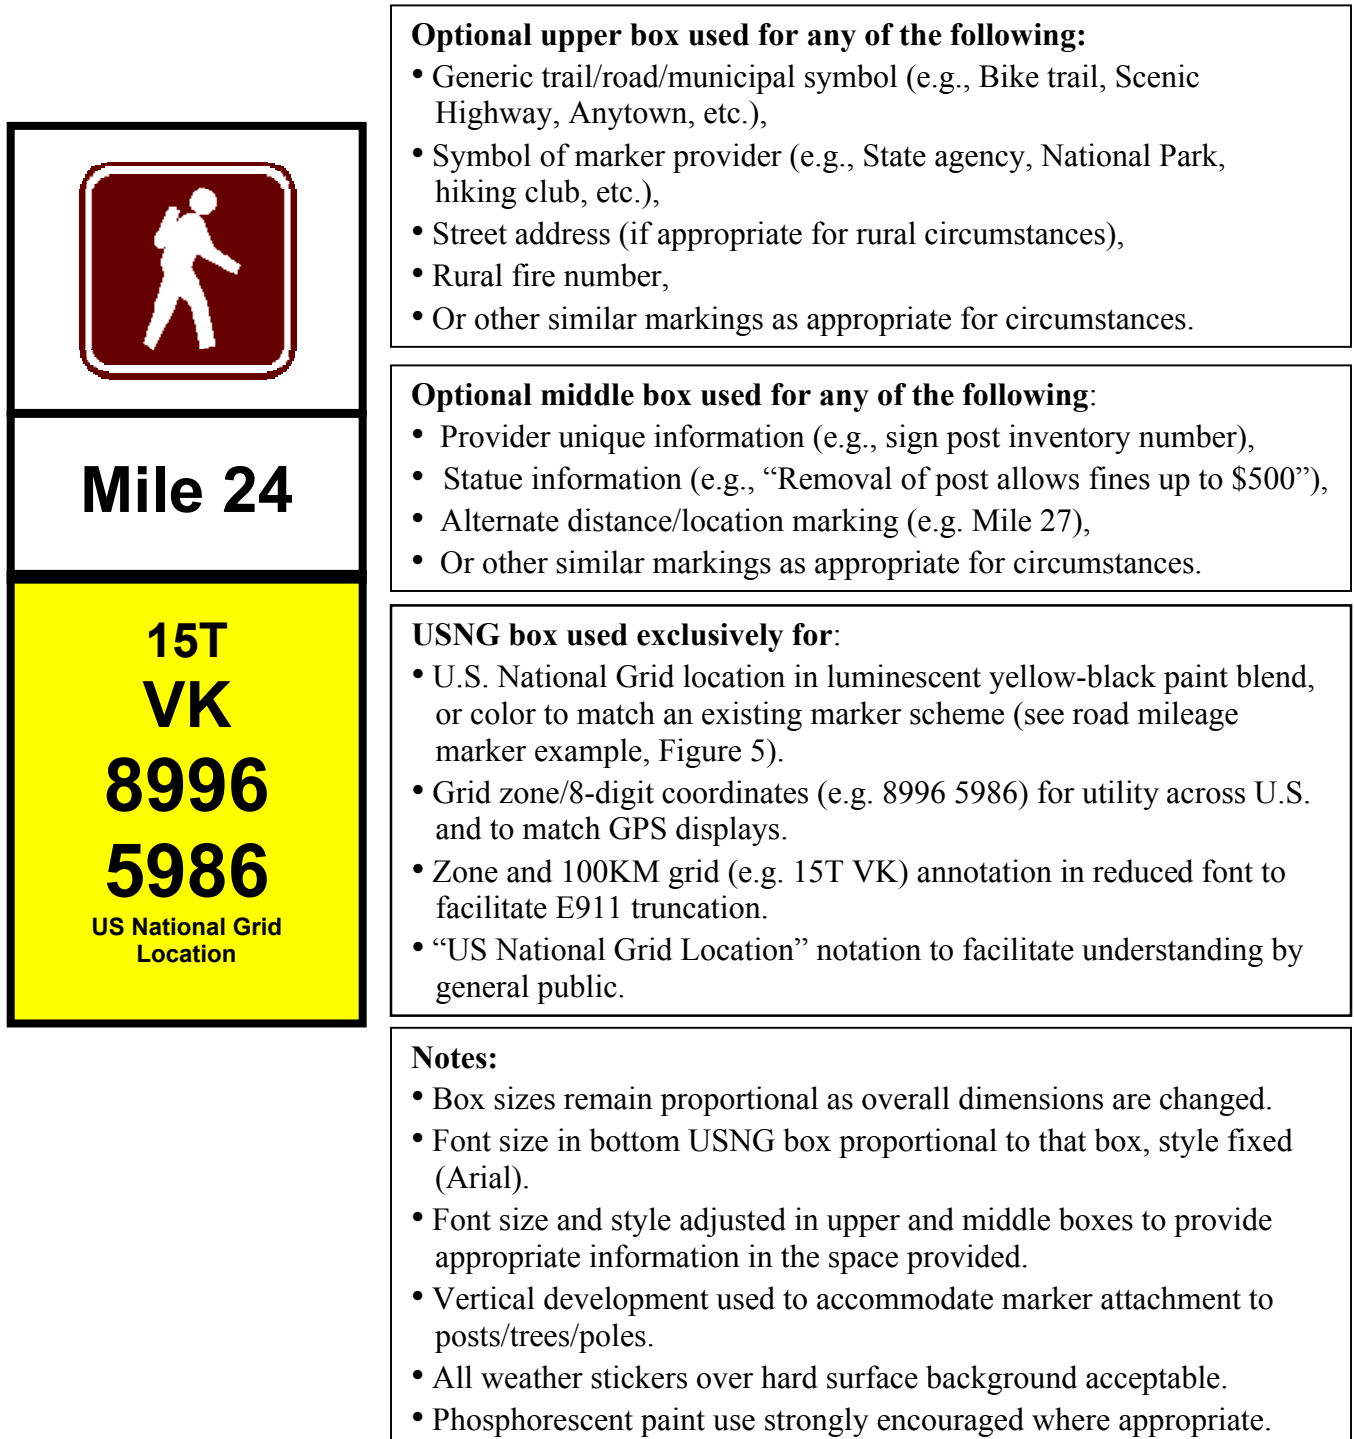 Optional upper box used for any of the following:
• Generic trail/road/municipal symbol (e.g., Bike trail, Scenic
Highway, Anytown, etc.),
• Symbol of marker provider (e.g., State agency, National Park,
hiking club, etc.),
• Street address (if appropriate for rural circumstances),
• Rural fire number,
• Or other similar markings as appropriate for circumstances.
Mile 24
Optional middle box used for any of the following:
• Provider unique information (e.g., sign post inventory number),
• Statue information (e.g., “Removal of post allows fines up to $500”),
• Alternate distance/location marking (e.g. Mile 27),
• Or other similar markings as appropriate for circumstances.
15T
VK
8996
5986
US National Grid
Location
USNG box used exclusively for:
• U.S. National Grid location in luminescent yellow-black paint blend,
or color to match an existing marker scheme (see road mileage
marker example, Figure 5).
• Grid zone/8-digit coordinates (e.g. 8996 5986) for utility across U.S.
and to match GPS displays.
• Zone and 100KM grid (e.g. 15T VK) annotation in reduced font to
facilitate E911 truncation.
• “US National Grid Location” notation to facilitate understanding by
general public.
Notes:
• Box sizes remain proportional as overall dimensions are changed.
• Font size in bottom USNG box proportional to that box, style fixed
(Arial).
• Font size and style adjusted in upper and middle boxes to provide
appropriate information in the space provided.
• Vertical development used to accommodate marker attachment to
posts/trees/poles.
• All weather stickers over hard surface background acceptable.
• Phosphorescent paint use strongly encouraged where appropriate.